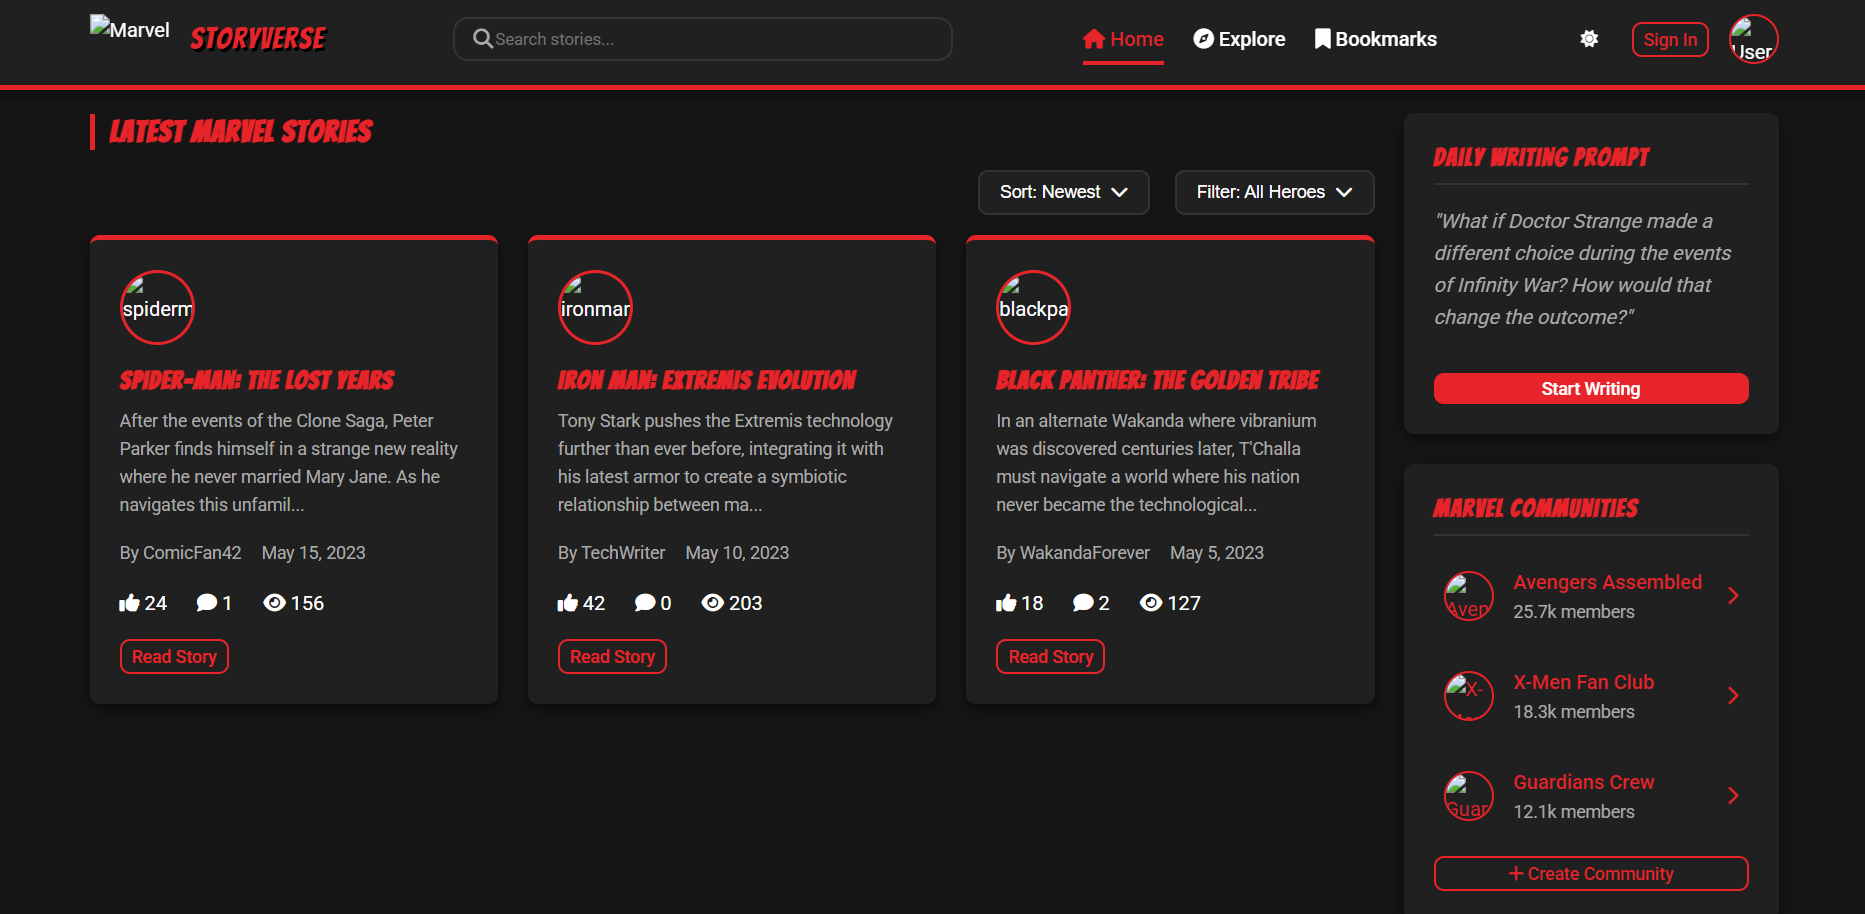 Marvel STORYVERSE
Search stories...
Home Explore Bookmarks
Sign In
User
LATEST MARVEL STORIES
Sort: Newest Filter: All Heroes
spiderm
SPIDER-MAN: THE LOST YEARS
After the events of the Clone Saga, Peter
Parker finds himself in a strange new reality
where he never married Mary Jane. As he
navigates this unfamil...
By ComicFan42 May 15, 2023
24 1 156
Read Story
ironmar
IRON MAN: EXTREMIS EVOLUTION
Tony Stark pushes the Extremis technology
further than ever before, integrating it with
his latest armor to create a symbiotic
relationship between ma...
By TechWriter May 10, 2023
42 0 203
Read Story
blackpa
BLACK PANTHER: THE GOLDEN TRIBE
In an alternate Wakanda where vibranium
was discovered centuries later, T'Challa
must navigate a world where his nation
never became the technological...
By WakandaForever May 5, 2023
18 2 127
Read Story
DAILY WRITING PROMPT
"What if Doctor Strange made a
different choice during the events
of Infinity War? How would that
change the outcome?"
Start Writing
MARVEL COMMUNITIES
Aven
Avengers Assembled
25.7k members
X-
X-Men Fan Club
18.3k members
Guar
Guardians Crew
12.1k members
Create Community